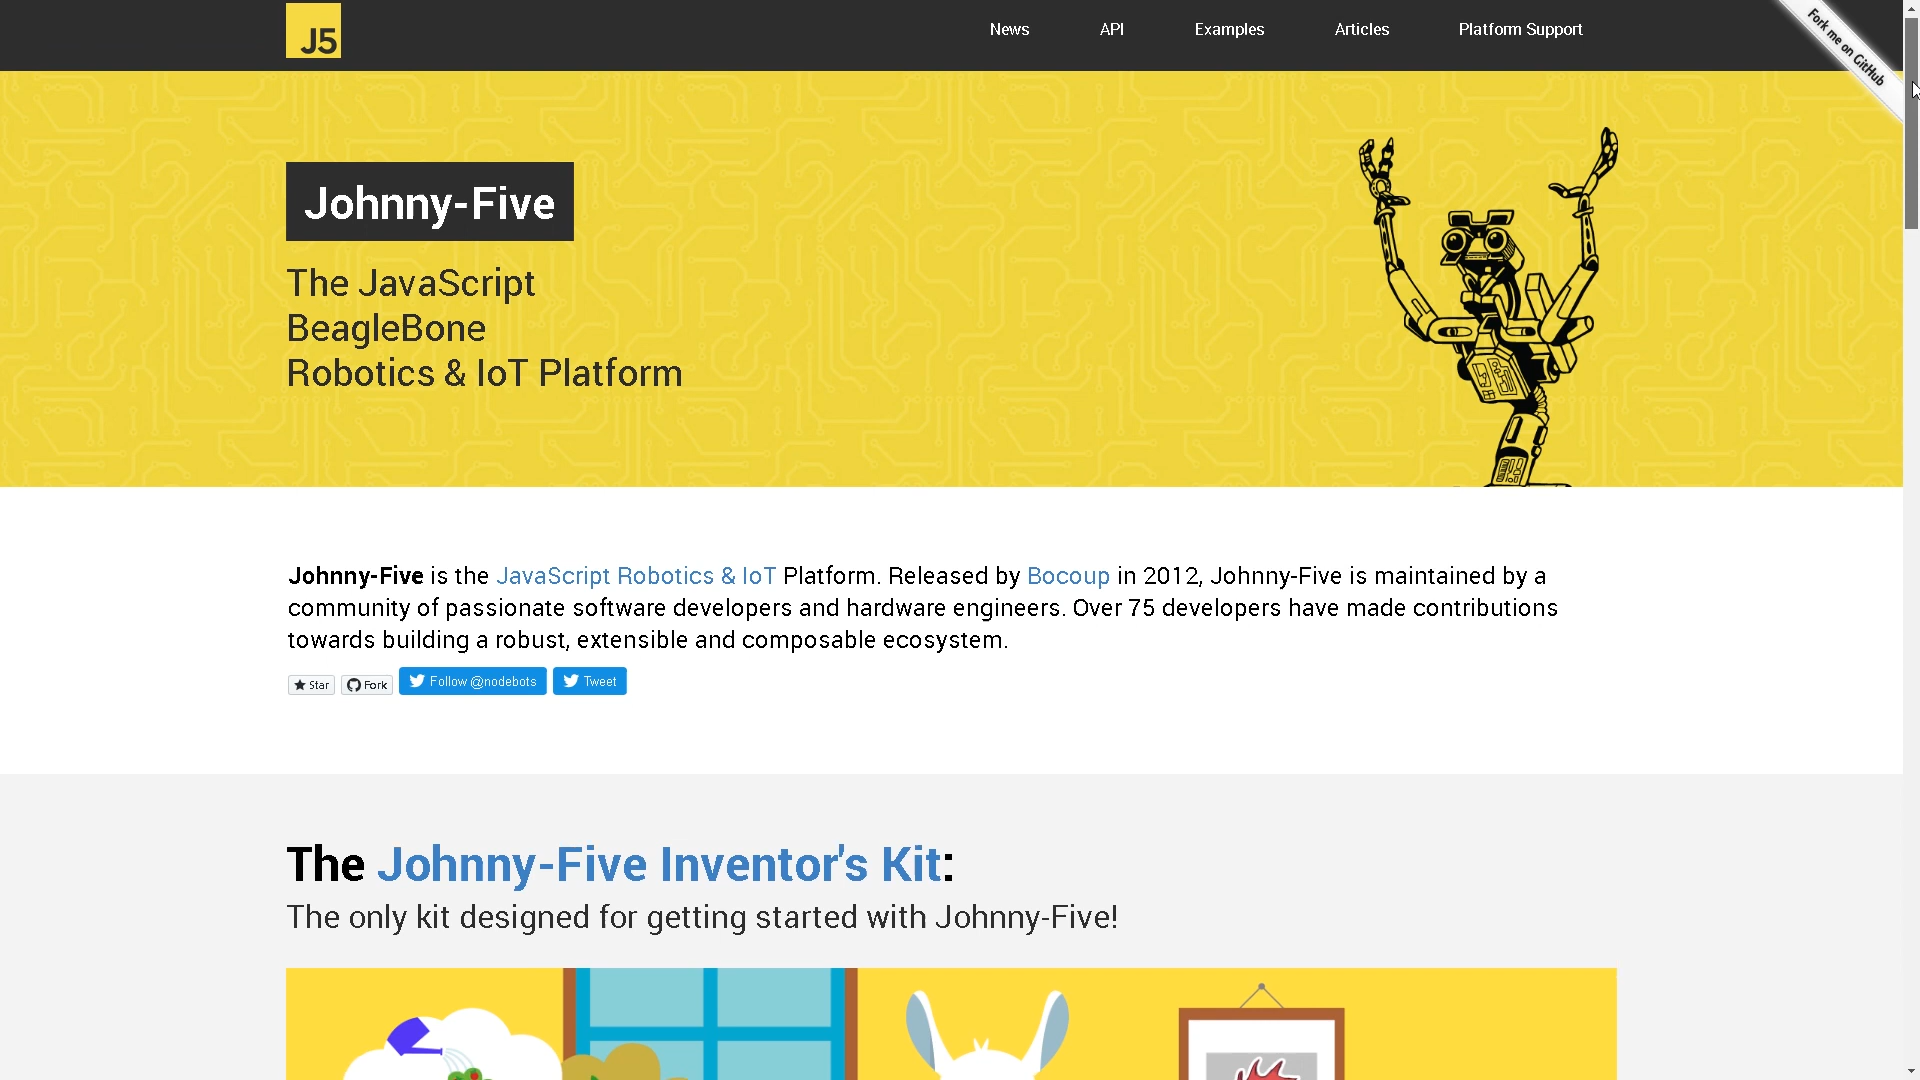 J5
News
API
Examples
Articles
Platform Support
Fork me on GitHub
Johnny-Five
The JavaScript
BeagleBone
Robotics & IoT Platform
Johnny-Five is the JavaScript Robotics & IoT Platform. Released by Bocoup in 2012, Johnny-Five is maintained by a
community of passionate software developers and hardware engineers. Over 75 developers have made contributions
towards building a robust, extensible and composable ecosystem.
Star
Fork
Follow @nodebots
Tweet
The Johnny-Five Inventor's Kit:
The only kit designed for getting started with Johnny-Five!